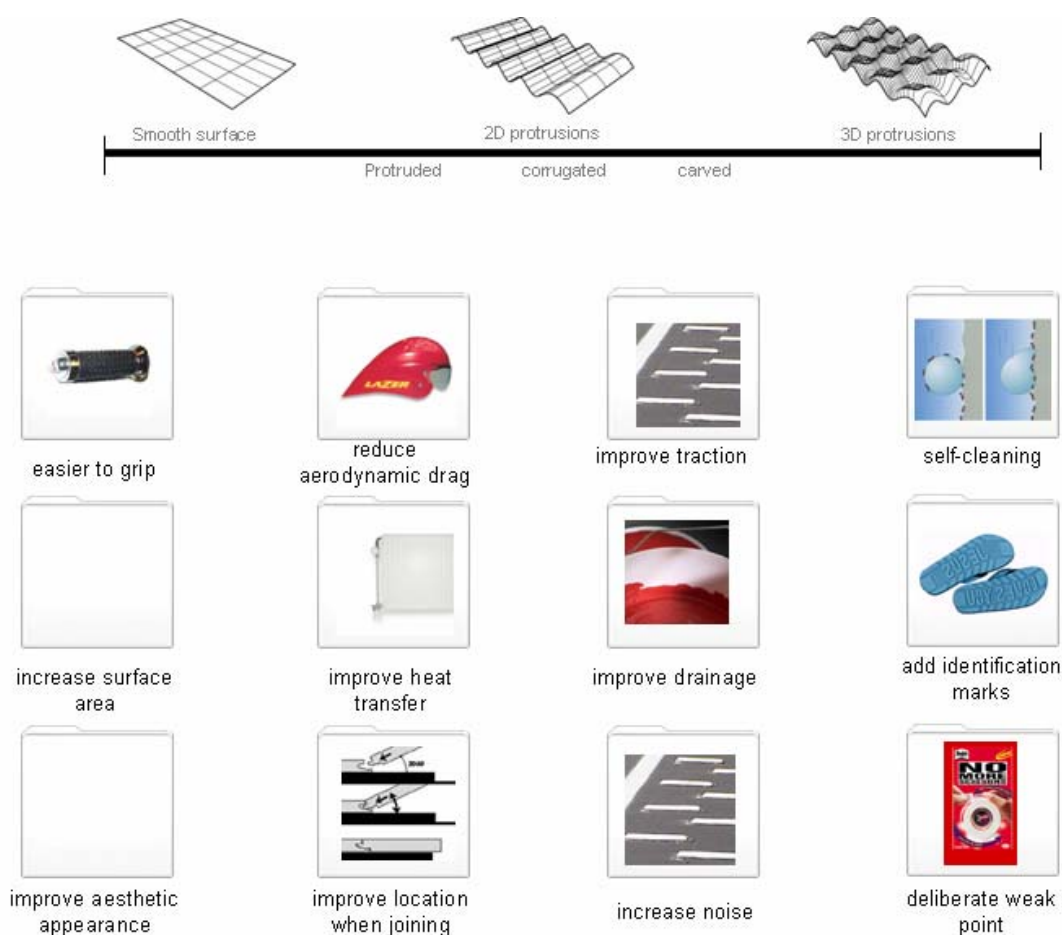 Smooth surface
2D protrusions
3D protrusions
Protruded
corrugated
carved
LAZER
easier to grip
reduce
aerodynamic drag
improve traction
self-cleaning
increase surface
area
improve heat
transfer
improve drainage
add identification
marks
NO
MORE
improve aesthetic
appearance
improve location
when joining
increase noise
deliberate weak
point